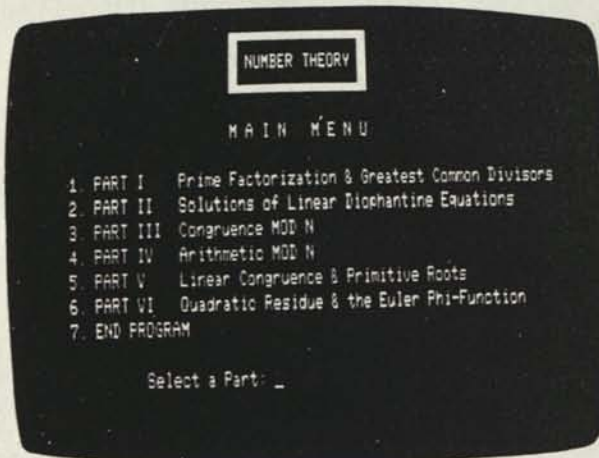 NUMBER THEORY
MAIN MENU
1. PART I Prime Factorization & Greatest Common Divisors
2. PART II Solutions of Linear Diophantine Equations
3. PART III Congruence MOD N
4. PART IV Arithmetic MOD N
5. PART V Linear Congruence & Primitive Roots
6. PART VI Quadratic Residue & the Euler Phi-Function
7. END PROGRAM
Select a Part: _